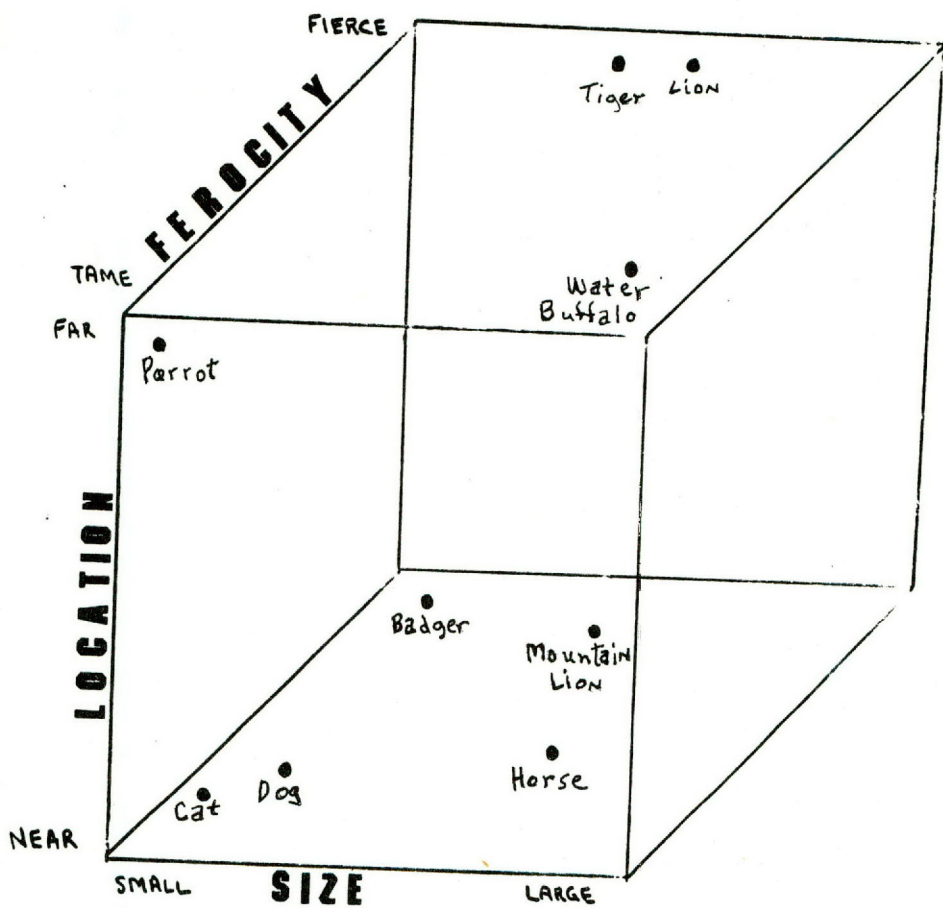 FIERCE
Tiger
LION
FEROCITY
TAME
Water
Buffalo
FAR
Parrot
LOCATION
Badger
Mountain
LION
Horse
Dog
Cat
NEAR
SMALL
SIZE
LARGE